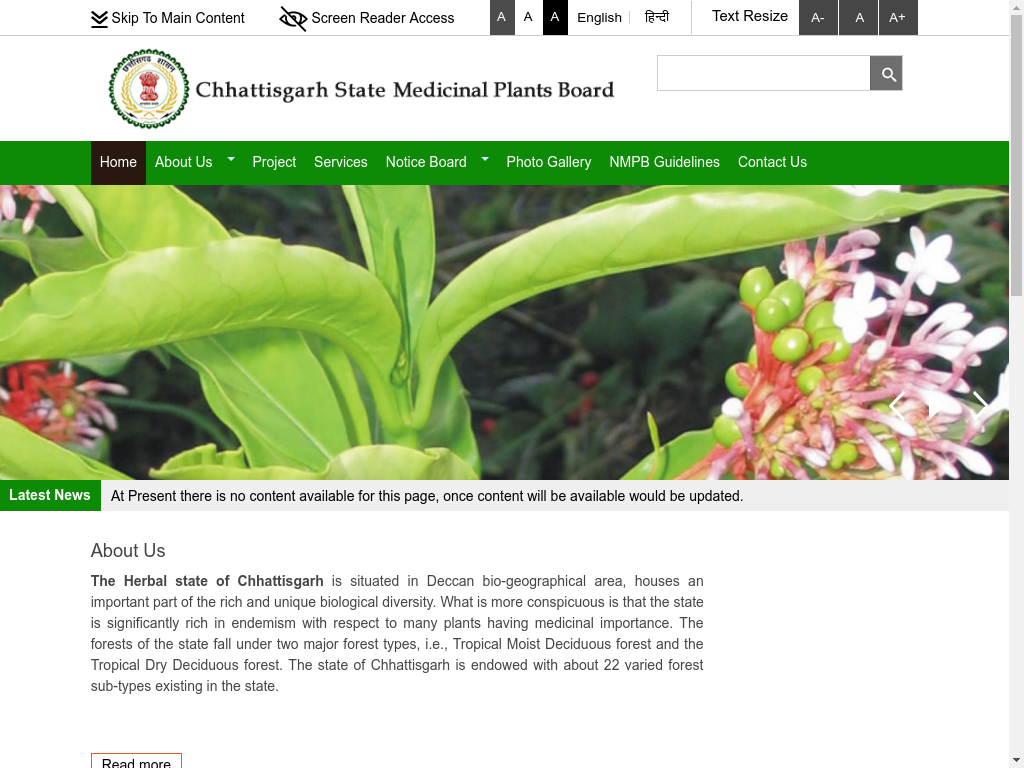 Skip To Main Content Screen Reader Access A A A English हिन्दी Text Resize A- A A+
छत्तीसगढ़ शासन
Chhattisgarh State Medicinal Plants Board
Home About Us Project Services Notice Board Photo Gallery NMPB Guidelines Contact Us
Latest News At Present there is no content available for this page, once content will be available would be updated.
About Us
The Herbal state of Chhattisgarh is situated in Deccan bio-geographical area, houses an
important part of the rich and unique biological diversity. What is more conspicuous is that the state
is significantly rich in endemism with respect to many plants having medicinal importance. The
forests of the state fall under two major forest types, i.e., Tropical Moist Deciduous forest and the
Tropical Dry Deciduous forest. The state of Chhattisgarh is endowed with about 22 varied forest
sub-types existing in the state.
Read more